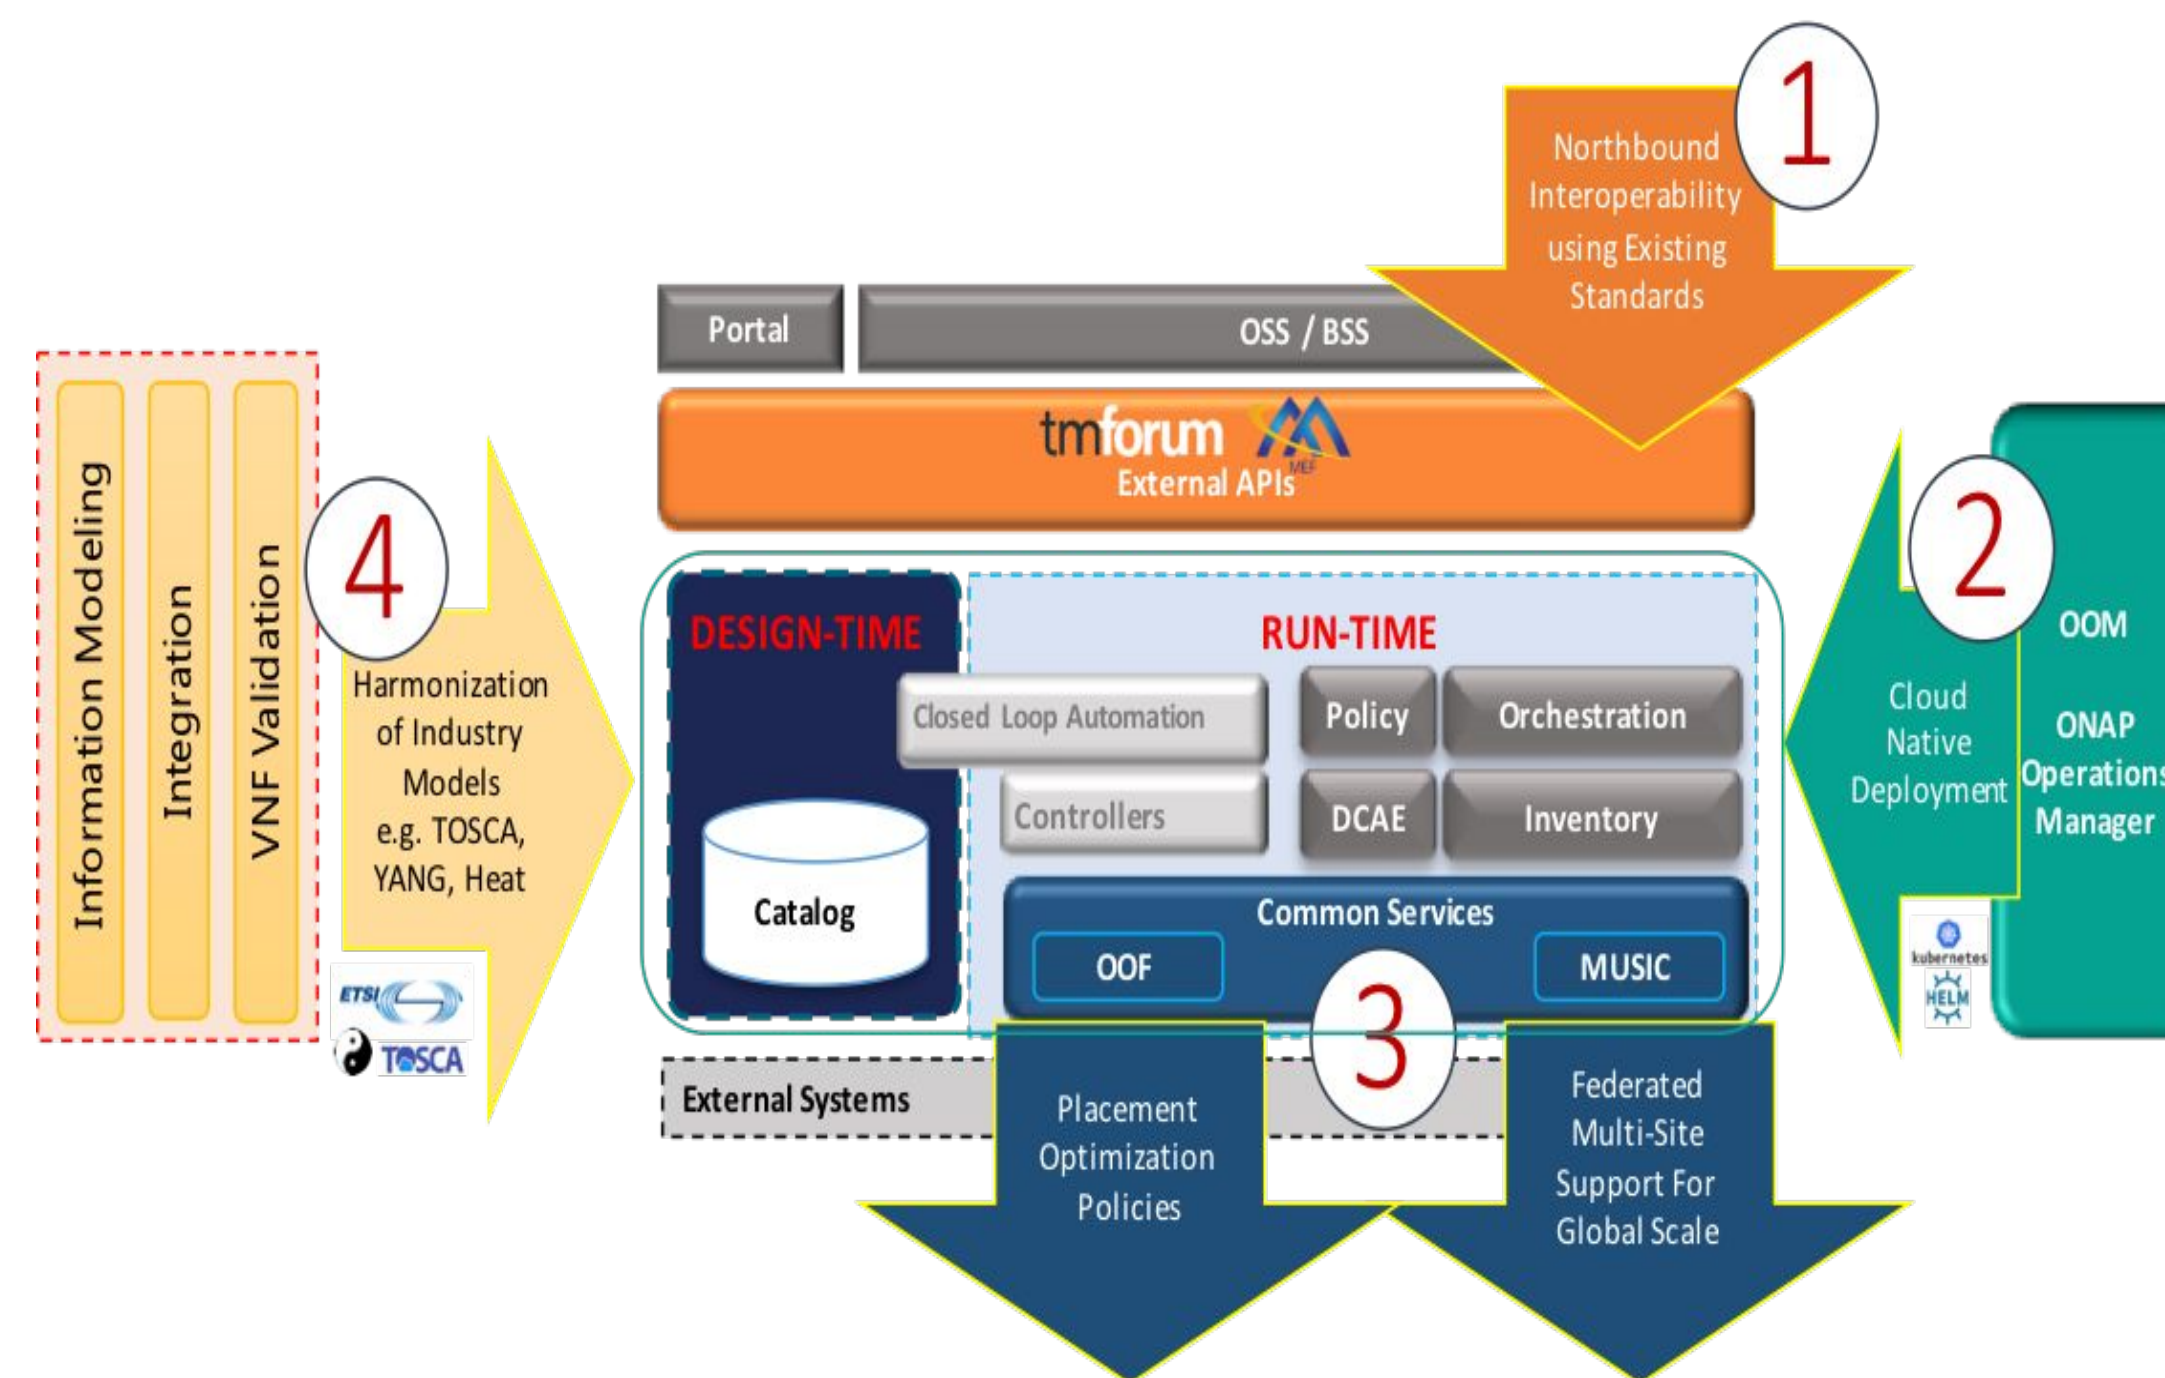 1
Northbound
Interoperability
using Existing
Standards
Portal
OSS / BSS
tmforum
MEF
External APIs
Information Modeling
Integration
VNF Validation
4
Harmonization
of Industry
Models
e.g. TOSCA,
YANG, Heat
ETSI
TOSCA
DESIGN-TIME
RUN-TIME
Closed Loop Automation
Policy
Orchestration
Controllers
DCAE
Inventory
Catalog
Common Services
OOF
MUSIC
2
Cloud
Native
Deployment
OOM
ONAP
Operations
Manager
kubernetes
HELM
3
External Systems
Placement
Optimization
Policies
Federated
Multi-Site
Support For
Global Scale